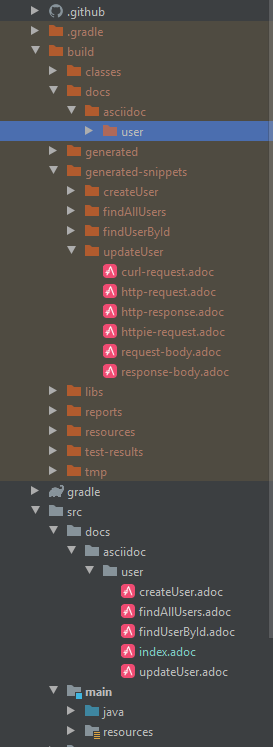 .github
.gradle
build
classes
docs
asciidoc
user
generated
generated-snippets
createUser
findAllUsers
findUserById
updateUser
curl-request.adoc
http-request.adoc
http-response.adoc
httpie-request.adoc
request-body.adoc
response-body.adoc
libs
reports
resources
test-results
tmp
gradle
src
docs
asciidoc
user
createUser.adoc
findAllUsers.adoc
findUserById.adoc
index.adoc
updateUser.adoc
main
java
resources